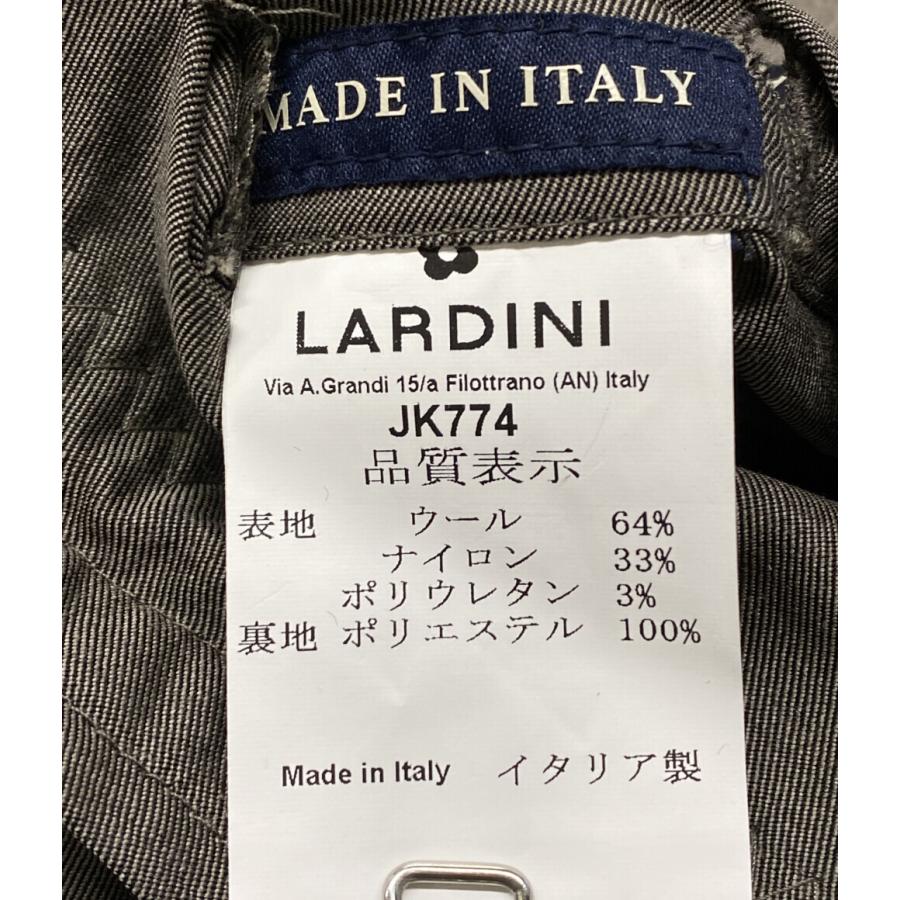 MADE IN ITALY
LARDINI
Via A.Grandi 15/a Filottrano (AN) Italy
JK774
品質表示
表地 ウール 64%
ナイロン 33%
ポリウレタン 3%
裏地 ポリエステル 100%
Made in Italy イタリア製